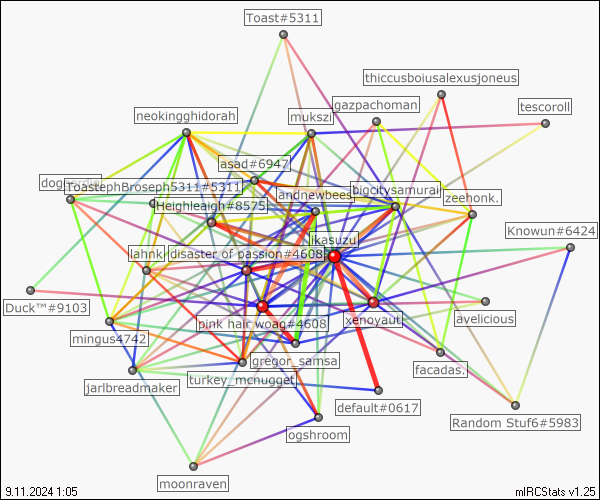 Toast#5311
thiccusboiusalexusjoneus
gazpachoman
tescoroll
neokingghidorah
mukszi
asad#6947
ToastephBroseph5311#5311
andnewbees
bigcitysamurai
zeehonk.
Heighleaigh#8575
Knowun#6424
likasuzu
lahnk
disaster of passion#4608
Duck™#9103
avelicious
mingus4742
pink hair woag#4608
xenoyaut
gregor_samsa
facadas.
turkey_mcnugget
jarlbreadmaker
default#0617
Random Stuf6#5983
ogshroom
moonraven
9.11.2024 1:05
mIRCStats v1.25